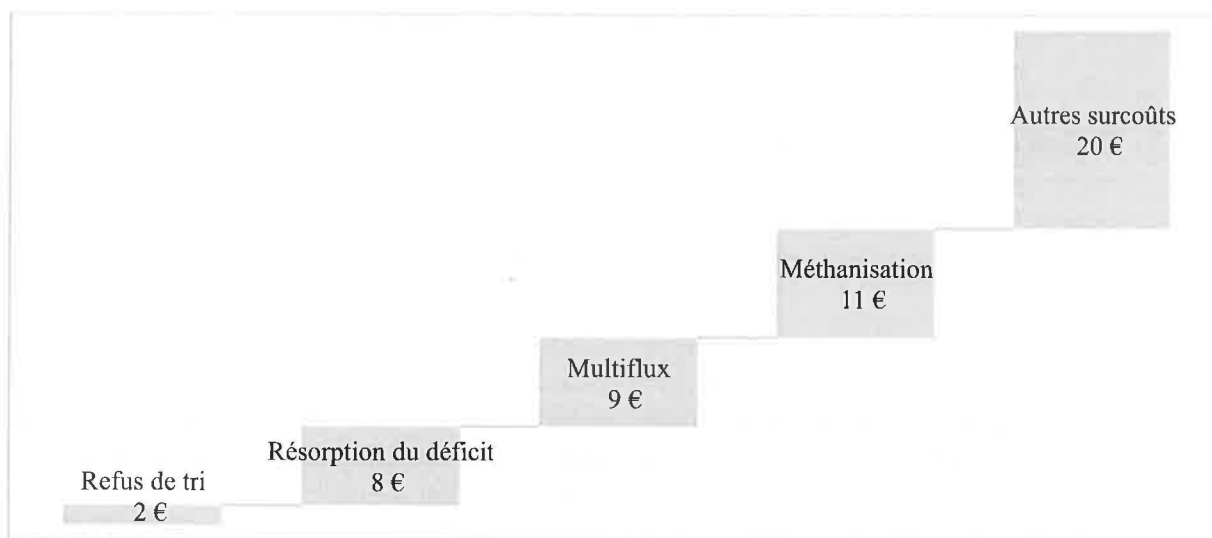 Refus de tri
2 €
Résorption du déficit
8 €
Multiflux
9 €
Méthanisation
11 €
Autres surcoûts
20 €